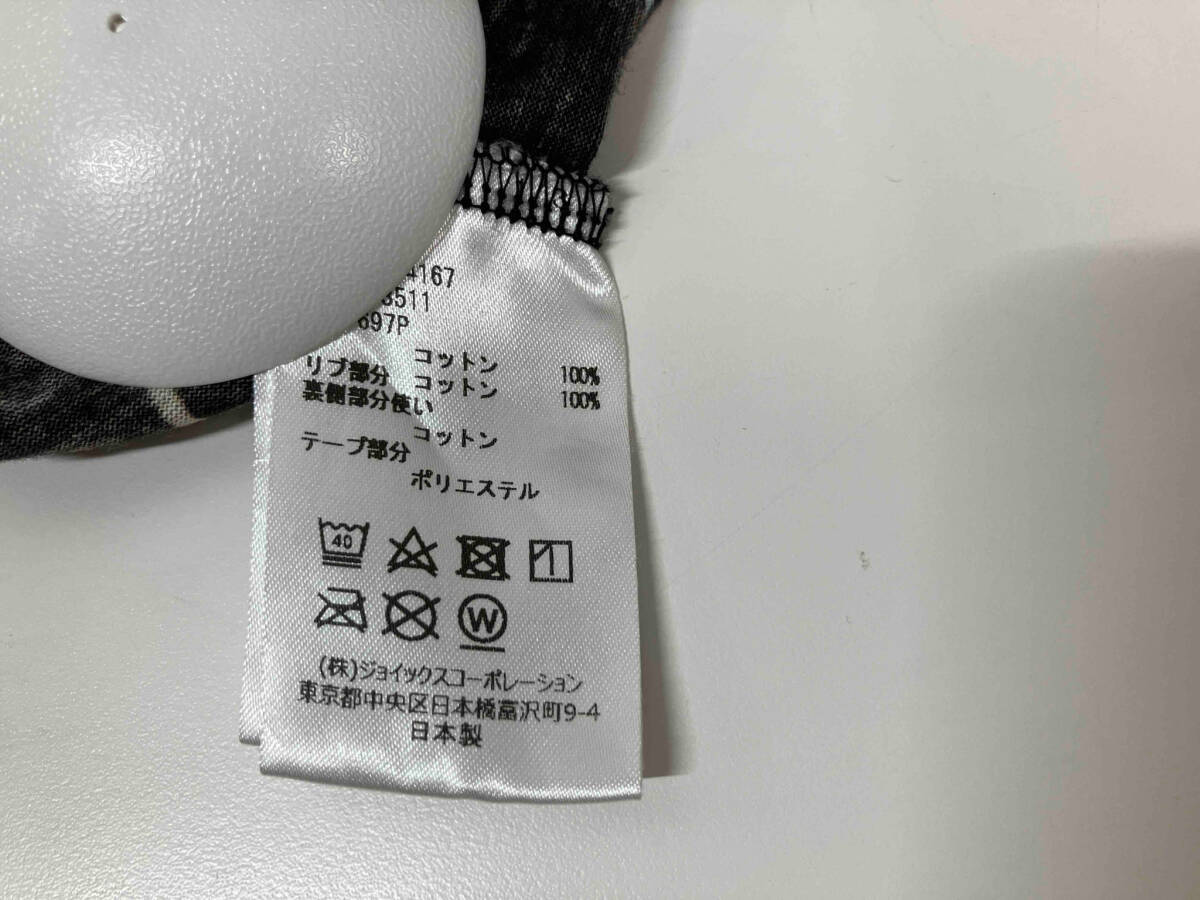 4167
3511
697P
コットン 100%
リブ部分 コットン 100%
裏側部分使い
コットン
テープ部分
ポリエステル
40
1
W
(株)ジョイックスコーポレーション
東京都中央区日本橋富沢町9-4
日本製